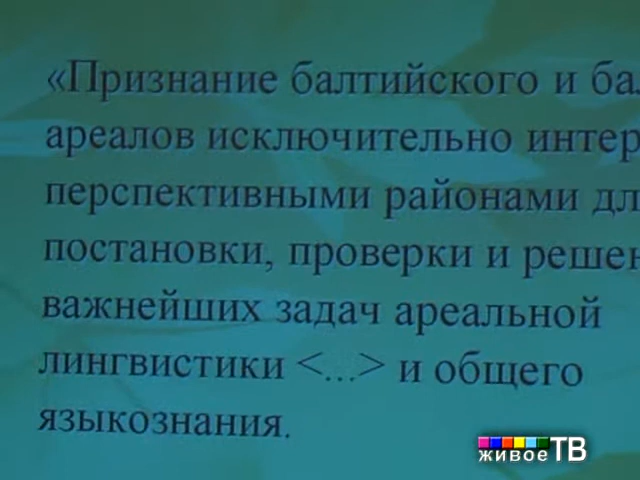 «Признание балтийского и бал
ареалов исключительно интер
перспективными районами дл
постановки, проверки и решен
важнейших задач ареальной
лингвистики <...> и общего
языкознания.
живое ТВ